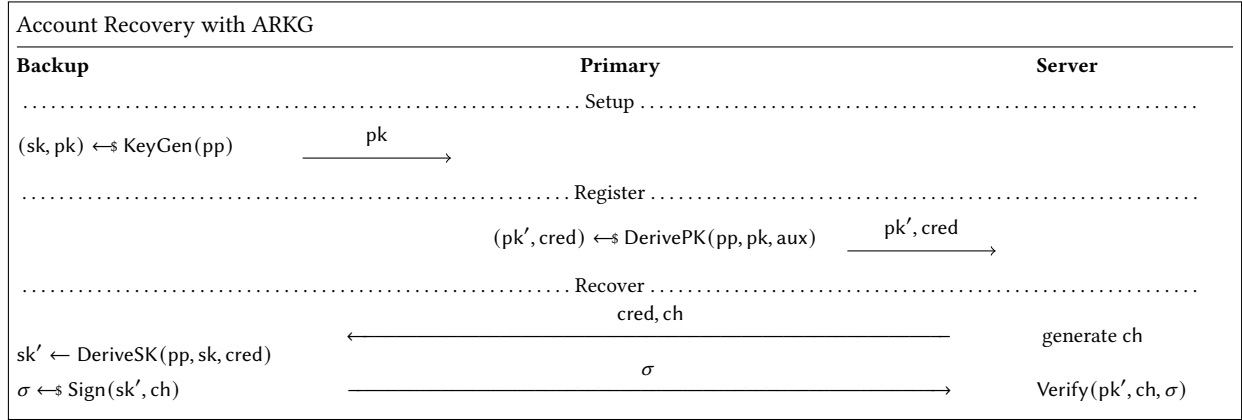 Account Recovery with ARKG
Backup Primary Server
Setup
(sk, pk) ←$ KeyGen(pp) pk
Register
(pk′, cred) ←$ DerivePK(pp, pk, aux) pk′, cred
Recover
cred, ch
generate ch
sk′ ← DeriveSK(pp, sk, cred)
σ
σ ←$ Sign(sk′, ch) Verify(pk′, ch, σ)